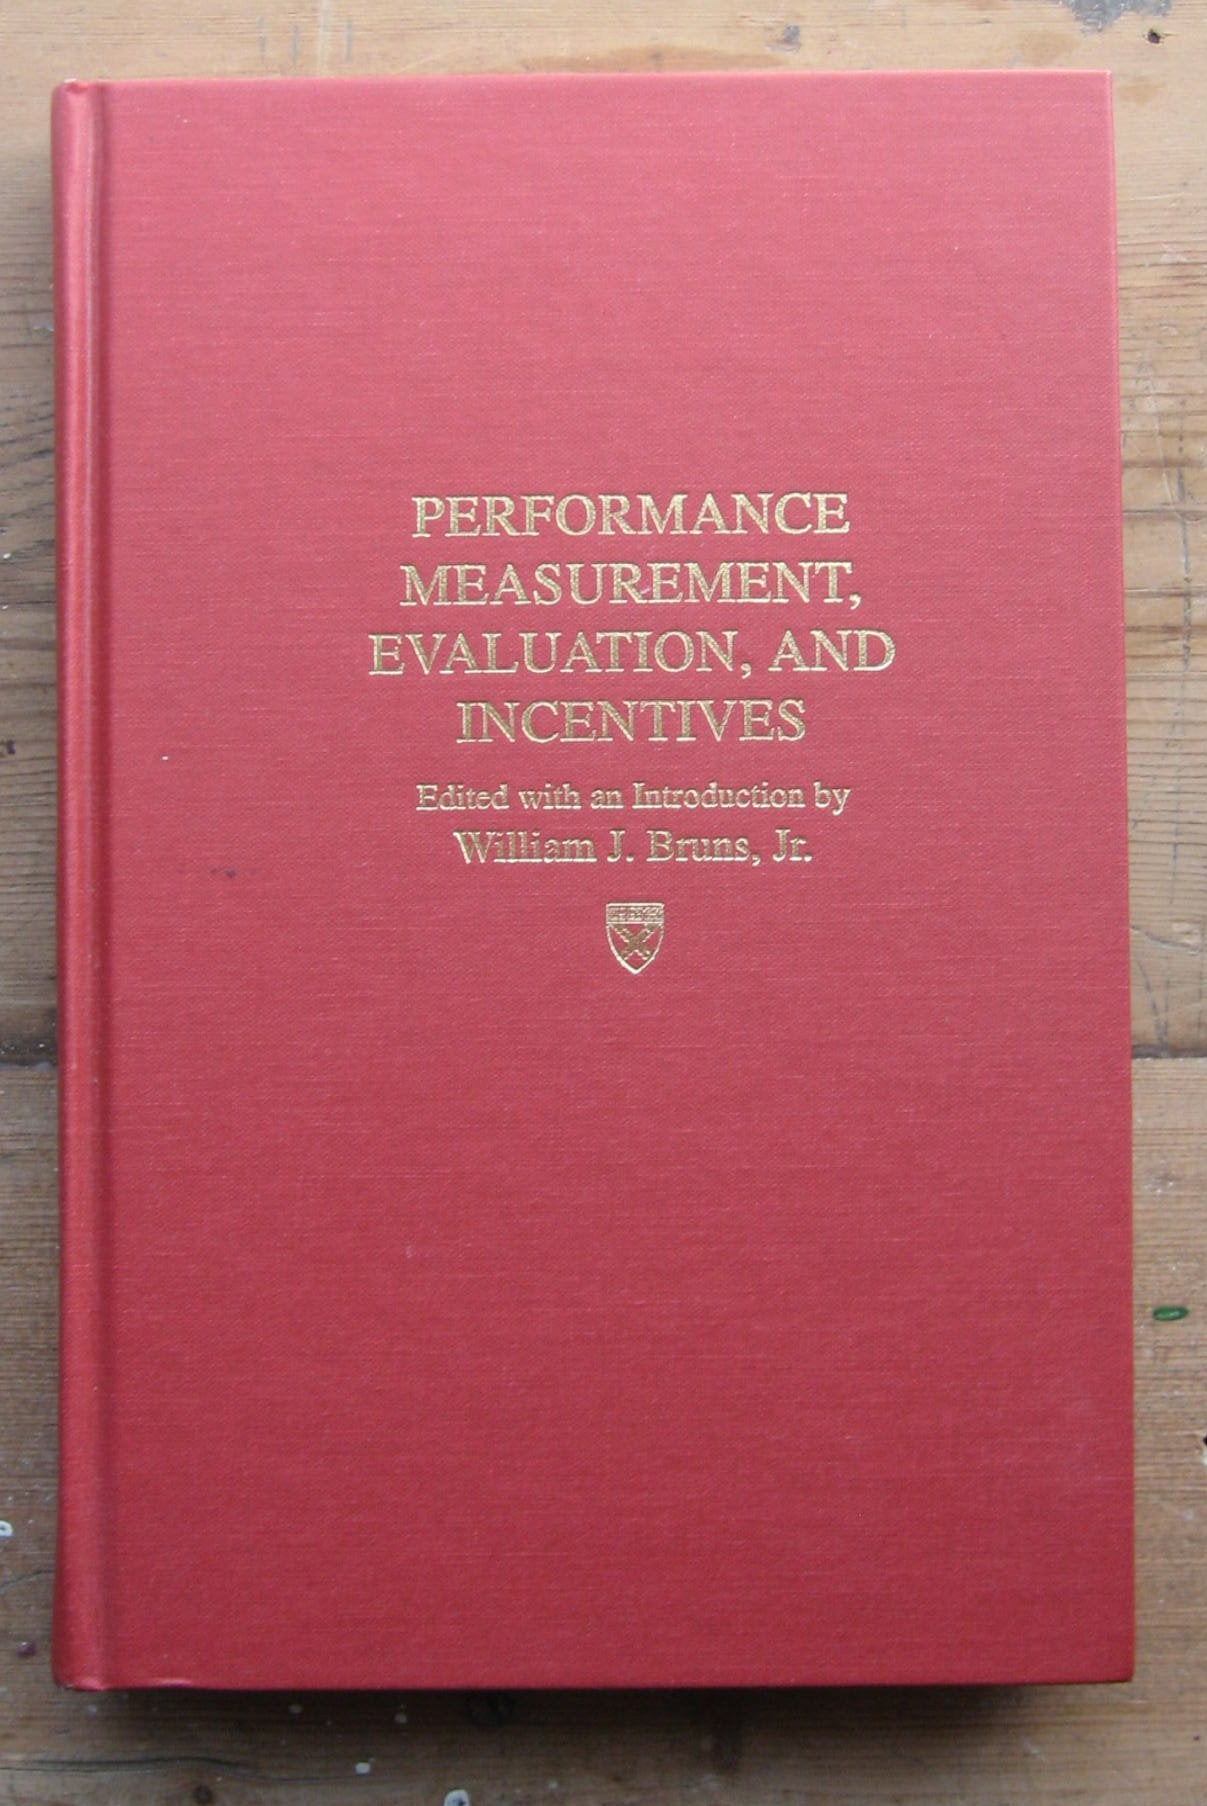 PERFORMANCE
MEASUREMENT,
EVALUATION, AND
INCENTIVES
Edited with an Introduction by
William J. Bruns, Jr.